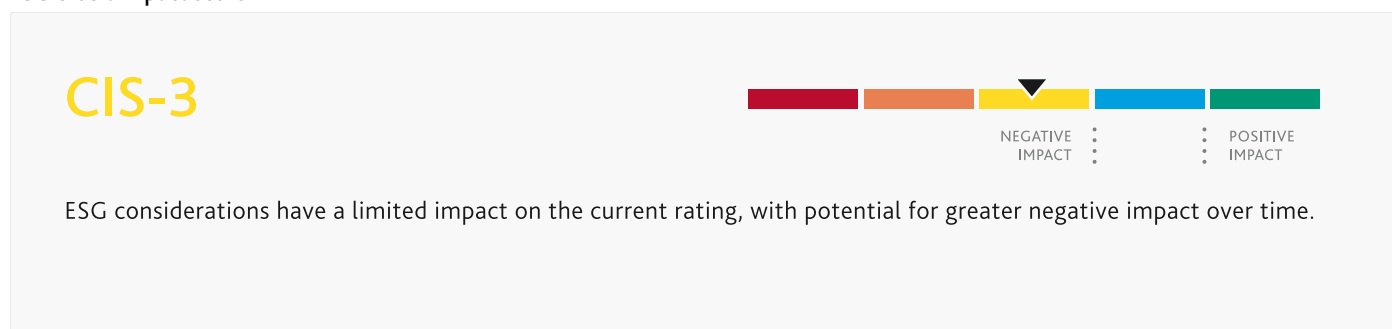 CIS-3
NEGATIVE
IMPACT
POSITIVE
IMPACT
ESG considerations have a limited impact on the current rating, with potential for greater negative impact over time.